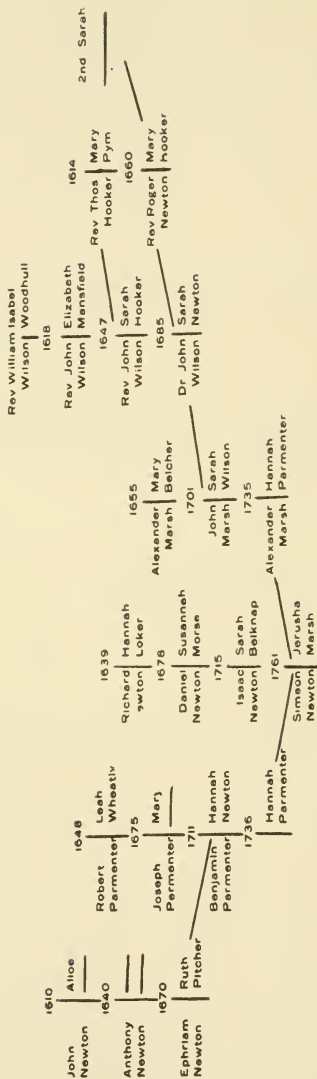 1610
John Alice
Newton
1640
Anthony
Newton
1670
Ephriam Ruth
Newton Pitcher
1648
Robert Leah
Parmenter Wheatly
1675
Joseph Marj
Parmenter
1711
Benjamin Hannah
Parmenter Newton
1736
Hannah
Parmenter
1639
Richard Hannah
ewton Loker
1678
Daniel Susannah
Newton Morse
1715
Isaac Sarah
Newton Belknap
1761
Simeon Jerusha
Newton Marsh
1655
Alexander Mary
Marsh Belcher
1701
John Sarah
Marsh Wilson
1735
Alexander Hannah
Marsh Parmenter
Rev William Isabel
Wilson Woodhull
1618
Rev John Elizabeth
Wilson Mansfield
1647
Rev John Sarah
Wilson Hooker
1685
Dr John Sarah
Wilson Newton
1614
Rev Thos Mary
Hooker Pym
1660
Rev Roger Mary
Newton hooker
2nd Sarah